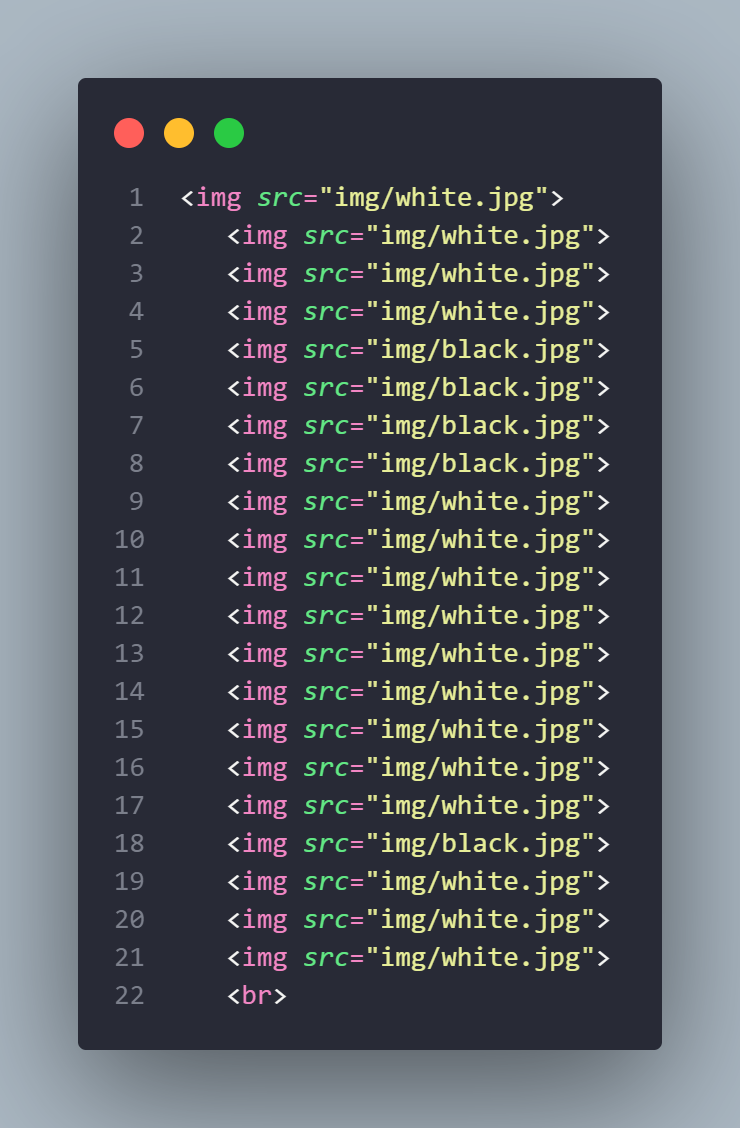 1 <img src="img/white.jpg">
2 <img src="img/white.jpg">
3 <img src="img/white.jpg">
4 <img src="img/white.jpg">
5 <img src="img/black.jpg">
6 <img src="img/black.jpg">
7 <img src="img/black.jpg">
8 <img src="img/black.jpg">
9 <img src="img/white.jpg">
10 <img src="img/white.jpg">
11 <img src="img/white.jpg">
12 <img src="img/white.jpg">
13 <img src="img/white.jpg">
14 <img src="img/white.jpg">
15 <img src="img/white.jpg">
16 <img src="img/white.jpg">
17 <img src="img/white.jpg">
18 <img src="img/black.jpg">
19 <img src="img/white.jpg">
20 <img src="img/white.jpg">
21 <img src="img/white.jpg">
22 <br>